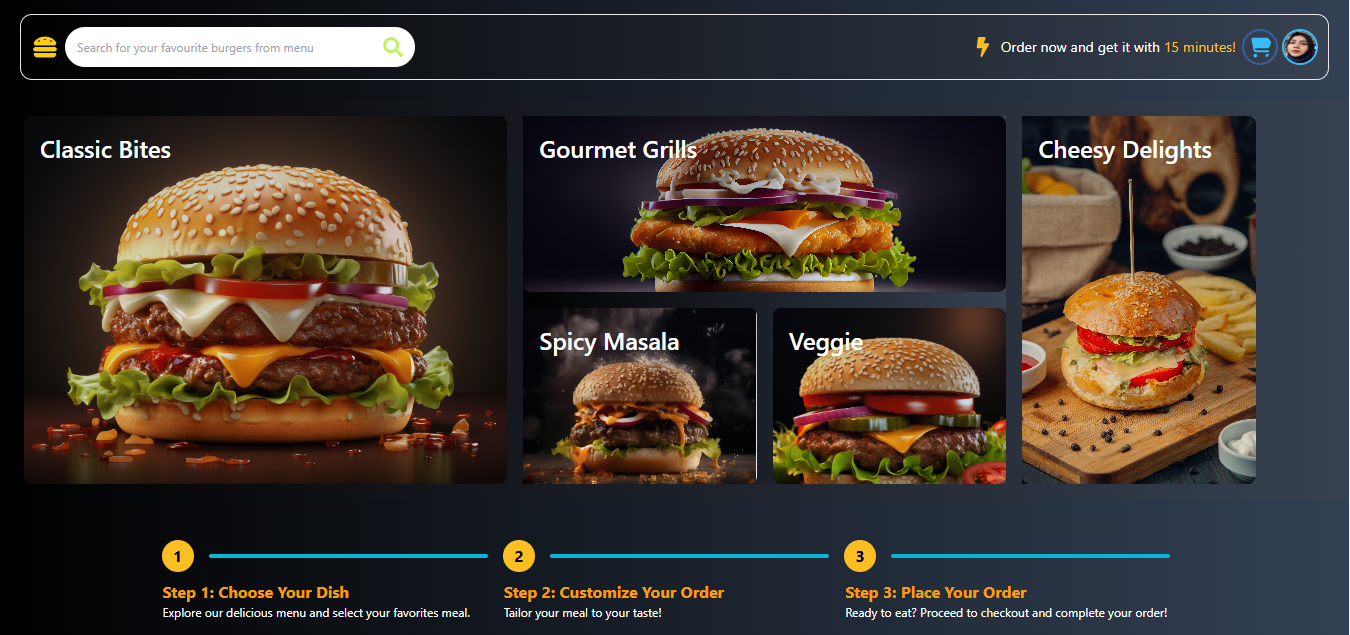 Search for your favourite burgers from menu
Order now and get it with 15 minutes!
Classic Bites
Gourmet Grills
Cheesy Delights
Spicy Masala
Veggie
1
2
3
Step 1: Choose Your Dish
Explore our delicious menu and select your favorites meal.
Step 2: Customize Your Order
Tailor your meal to your taste!
Step 3: Place Your Order
Ready to eat? Proceed to checkout and complete your order!